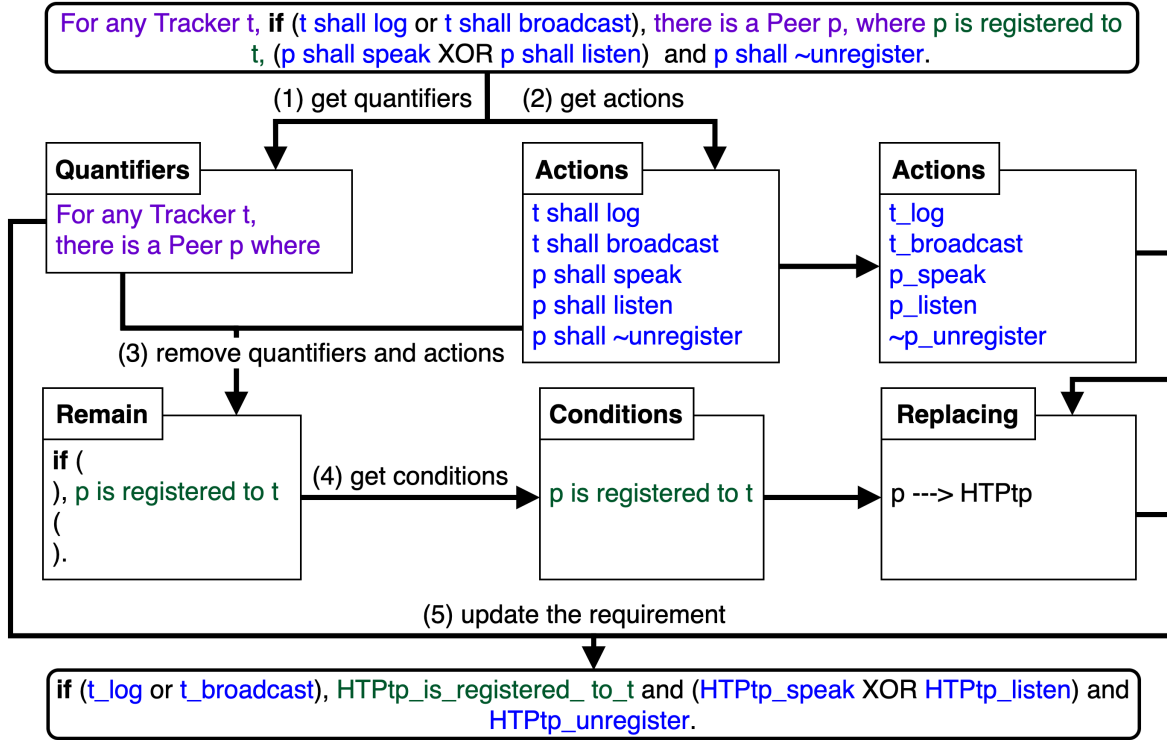 For any Tracker t, if (t shall log or t shall broadcast), there is a Peer p, where p is registered to
t, (p shall speak XOR p shall listen) and p shall ~unregister.
(1) get quantifiers
(2) get actions
Quantifiers
For any Tracker t,
there is a Peer p where
Actions
t shall log
t shall broadcast
p shall speak
p shall listen
p shall ~unregister
Actions
t_log
t_broadcast
p_speak
p_listen
~p_unregister
(3) remove quantifiers and actions
Remain
if (
), p is registered to t
(
).
(4) get conditions
Conditions
p is registered to t
Replacing
p ---> HTPtp
(5) update the requirement
if (t_log or t_broadcast), HTPtp_is_registered_ to_t and (HTPtp_speak XOR HTPtp_listen) and
HTPtp_unregister.